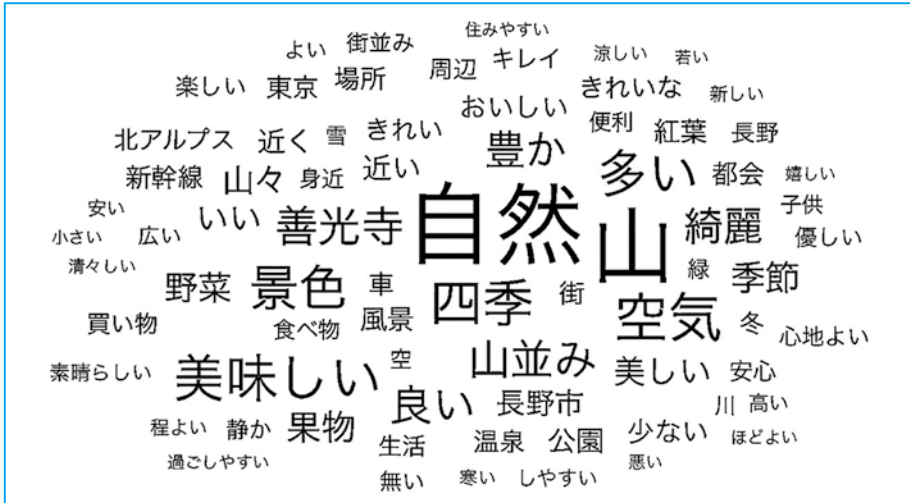 住みやすい
よい 街並み 周辺 キレイ 涼しい 若い
楽しい 東京 場所 おいしい きれいな 新しい
北アルプス 近く 雪 きれい 豊か 便利 紅葉 長野
新幹線 山々 身近 近い 多い 都会 嬉しい
安い いい 善光寺 自然 山 綺麗 子供
小さい 広い 優しい
清々しい 野菜 景色 車 四季 街 空気 緑 季節
買い物 食べ物 風景 冬 心地よい
素晴らしい 美味しい 空 山並み 美しい 安心
程よい 静か 果物 良い 長野市 川 高い
生活 温泉 公園 少ない ほどよい
過ごしやすい 無い 寒い しやすい 悪い